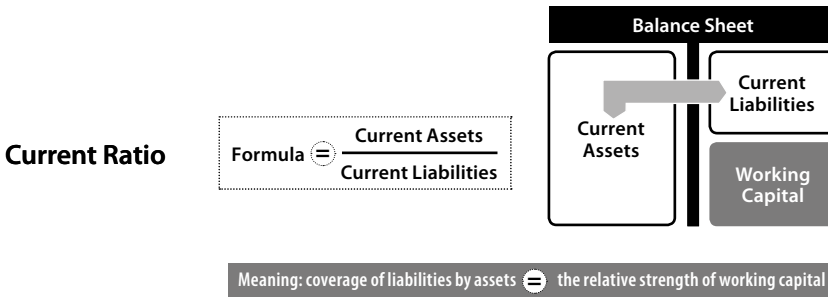 Current Ratio
Formula = Current Assets
Current Liabilities
Balance Sheet
Current
Assets
Current
Liabilities
Working
Capital
Meaning: coverage of liabilities by assets = the relative strength of working capital